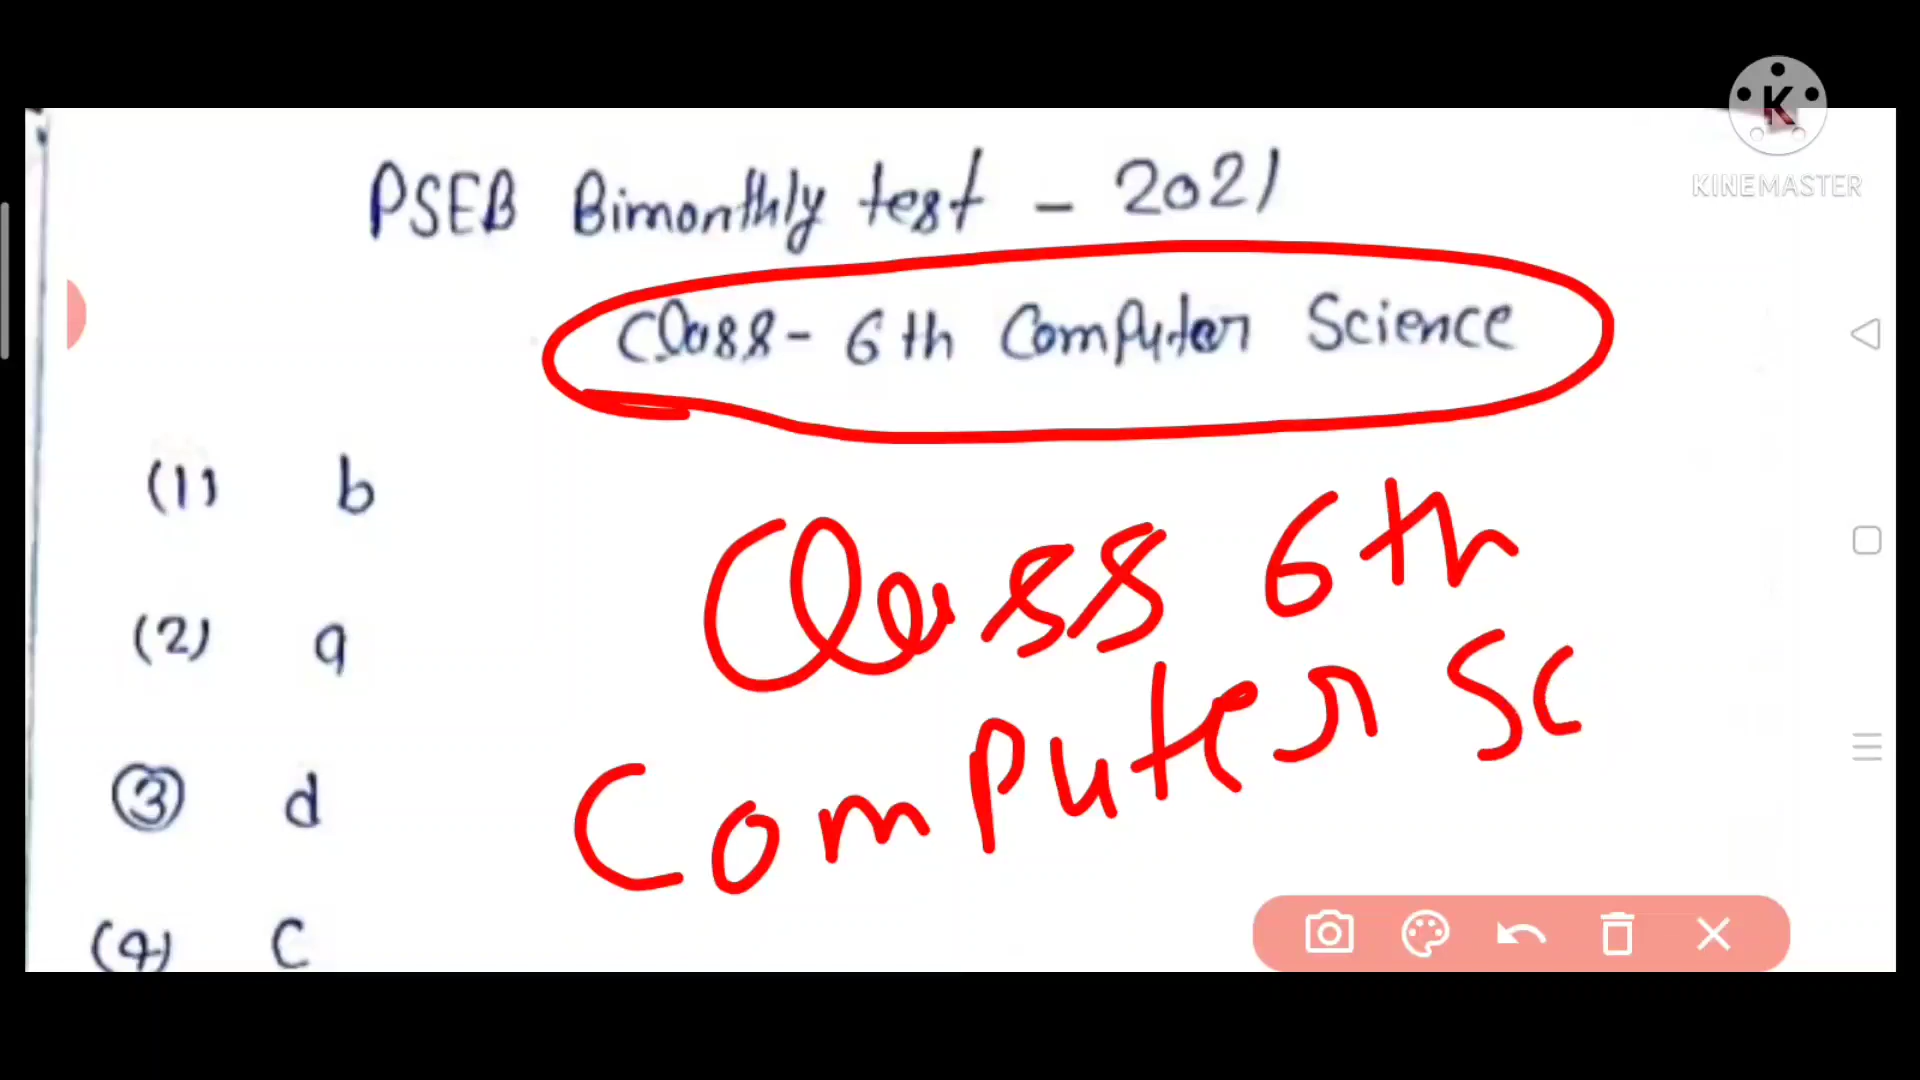 KINEMASTER
PSEB Bimonthly test - 2021
Class - 6th Computer Science
(1) b
(2) a
(3) d
(4) c
Class 6th
Computer Sc